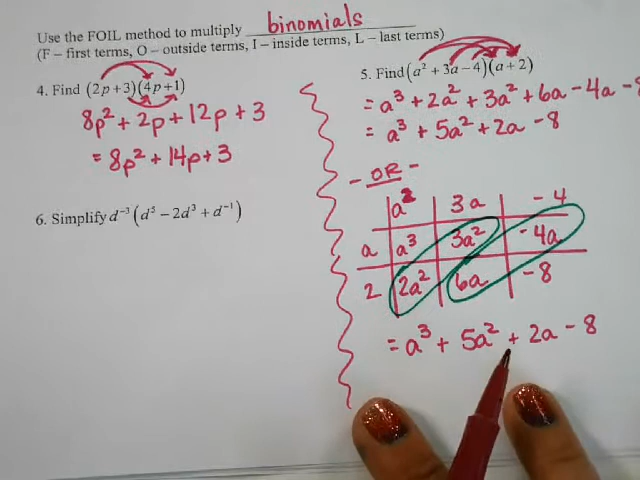 Use the FOIL method to multiply binomials
(F – first terms, O – outside terms, I – inside terms, L – last terms)
4. Find (2p + 3)(4p + 1)
8p² + 2p + 12p + 3
= 8p² + 14p + 3
6. Simplify d⁻³(d⁵ − 2d³ + d⁻¹)
5. Find (a² + 3a − 4)(a + 2)
= a³ + 2a² + 3a² + 6a − 4a − 8
= a³ + 5a² + 2a − 8
- OR -
a² 3a -4
a a³ 3a² -4a
2 2a² 6a -8
= a³ + 5a² + 2a − 8